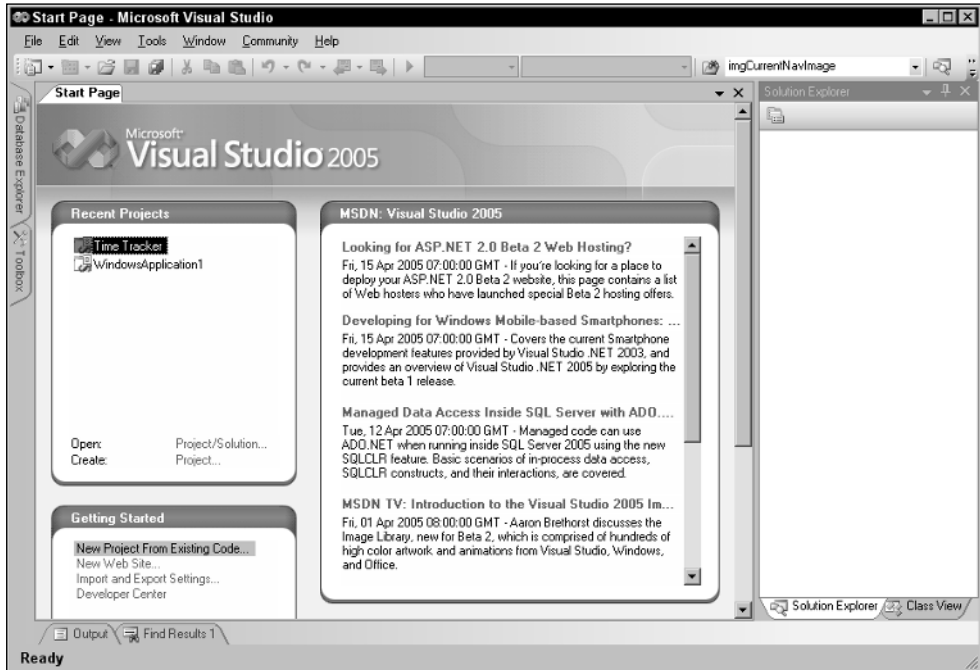 Start Page - Microsoft Visual Studio
File Edit View Tools Window Community Help
imgCurrentNavImage
Database Explorer
Toolbox
Start Page
Microsoft
Visual Studio 2005
Recent Projects
Time Tracker
WindowsApplication1
Open: Project/Solution...
Create: Project...
Getting Started
New Project From Existing Code...
New Web Site...
Import and Export Settings...
Developer Center
MSDN: Visual Studio 2005
Looking for ASP.NET 2.0 Beta 2 Web Hosting?
Fri, 15 Apr 2005 07:00:00 GMT - If you're looking for a place to
deploy your ASP.NET 2.0 Beta 2 website, this page contains a list
of Web hosters who have launched special Beta 2 hosting offers.
Developing for Windows Mobile-based Smartphones: ...
Fri, 15 Apr 2005 07:00:00 GMT - Covers the current Smartphone
development features provided by Visual Studio .NET 2003, and
provides an overview of Visual Studio .NET 2005 by exploring the
current beta 1 release.
Managed Data Access Inside SQL Server with ADO....
Tue, 12 Apr 2005 07:00:00 GMT - Managed code can use
ADO.NET when running inside SQL Server 2005 using the new
SQLCLR feature. Basic scenarios of in-process data access,
SQLCLR constructs, and their interactions, are covered.
MSDN TV: Introduction to the Visual Studio 2005 Im...
Fri, 01 Apr 2005 08:00:00 GMT - Aaron Brethorst discusses the
Image Library, new for Beta 2, which is comprised of hundreds of
high color artwork and animations from Visual Studio, Windows,
and Office.
Solution Explorer
Solution Explorer Class View
Output Find Results 1
Ready